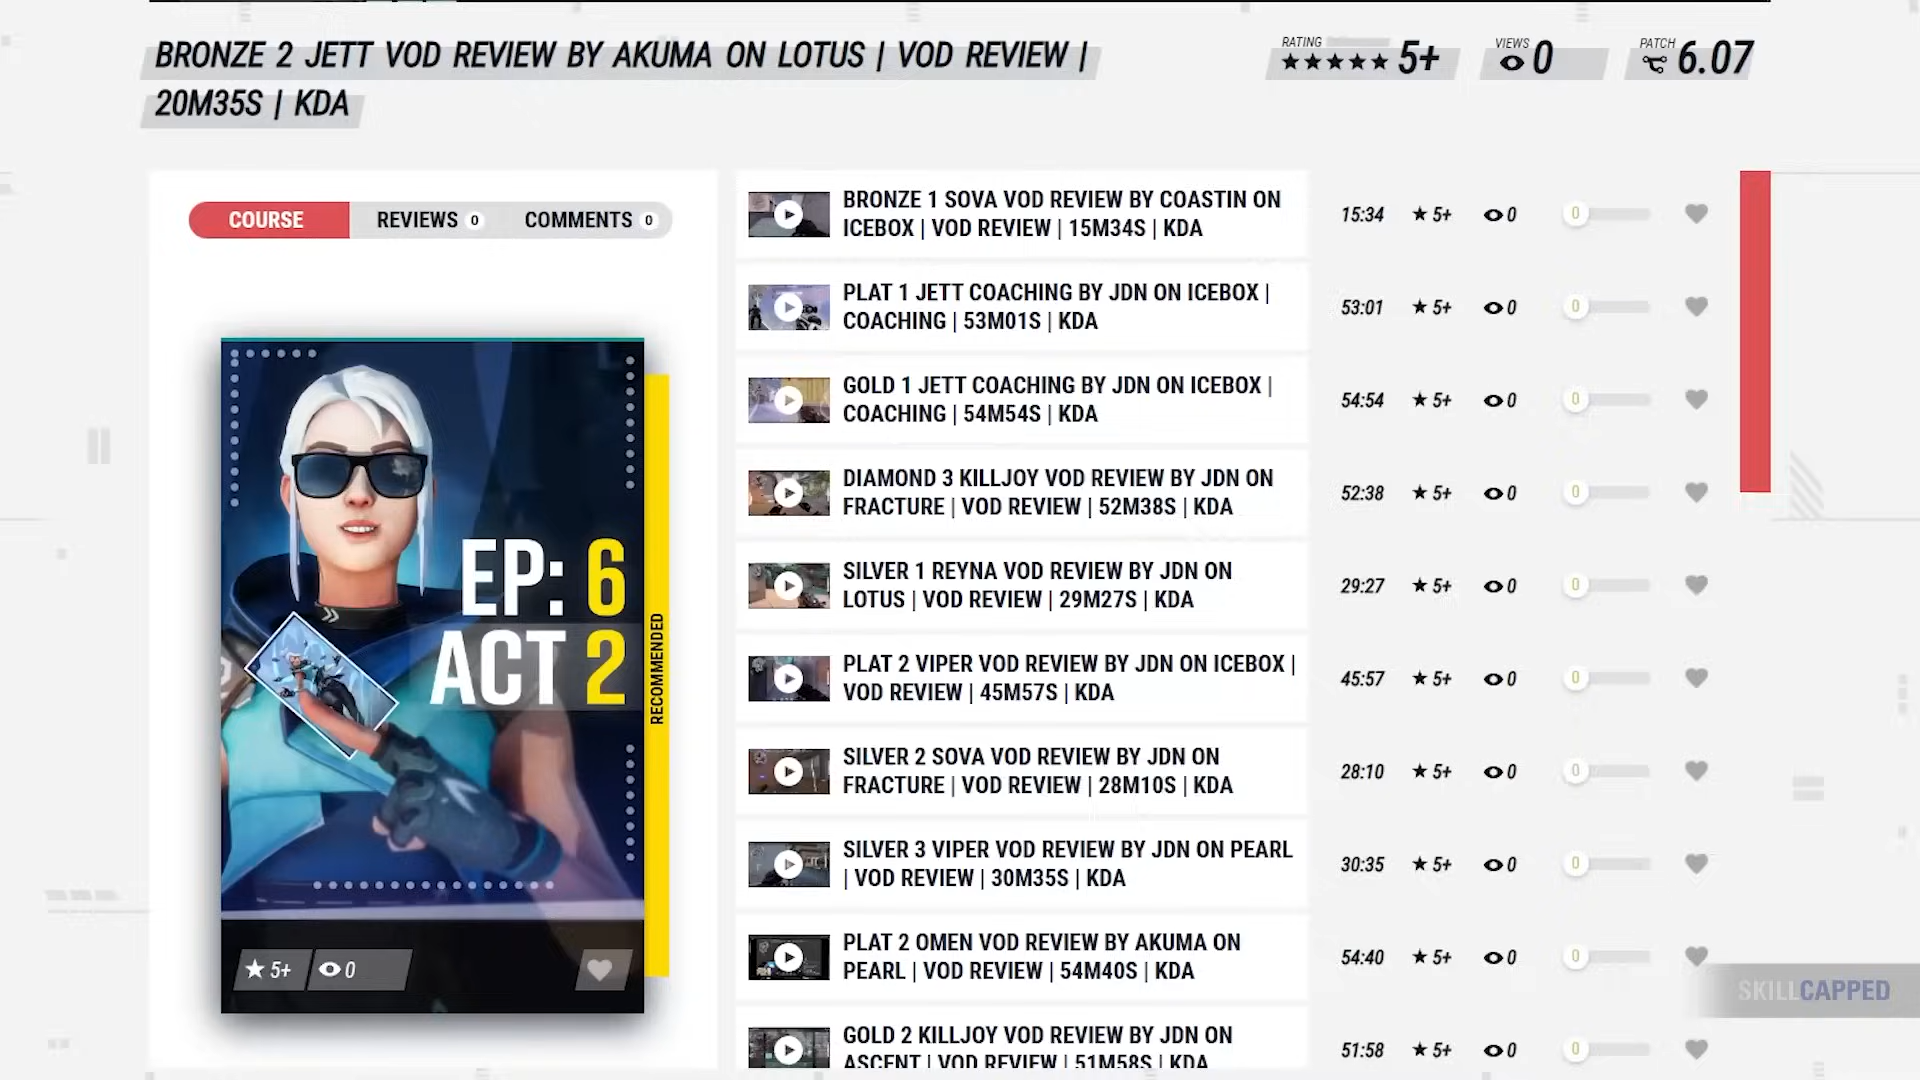 BRONZE 2 JETT VOD REVIEW BY AKUMA ON LOTUS | VOD REVIEW |
20M35S | KDA
RATING
5+
VIEWS
0
PATCH
6.07
COURSE
REVIEWS 0
COMMENTS 0
EP: 6
ACT 2
RECOMMENDED
5+
0
BRONZE 1 SOVA VOD REVIEW BY COASTIN ON
ICEBOX | VOD REVIEW | 15M34S | KDA
15:34 5+ 0 0
PLAT 1 JETT COACHING BY JDN ON ICEBOX |
COACHING | 53M01S | KDA
53:01 5+ 0 0
GOLD 1 JETT COACHING BY JDN ON ICEBOX |
COACHING | 54M54S | KDA
54:54 5+ 0 0
DIAMOND 3 KILLJOY VOD REVIEW BY JDN ON
FRACTURE | VOD REVIEW | 52M38S | KDA
52:38 5+ 0 0
SILVER 1 REYNA VOD REVIEW BY JDN ON
LOTUS | VOD REVIEW | 29M27S | KDA
29:27 5+ 0 0
PLAT 2 VIPER VOD REVIEW BY JDN ON ICEBOX |
VOD REVIEW | 45M57S | KDA
45:57 5+ 0 0
SILVER 2 SOVA VOD REVIEW BY JDN ON
FRACTURE | VOD REVIEW | 28M10S | KDA
28:10 5+ 0 0
SILVER 3 VIPER VOD REVIEW BY JDN ON PEARL
| VOD REVIEW | 30M35S | KDA
30:35 5+ 0 0
PLAT 2 OMEN VOD REVIEW BY AKUMA ON
PEARL | VOD REVIEW | 54M40S | KDA
54:40 5+ 0 0
GOLD 2 KILLJOY VOD REVIEW BY JDN ON
ASCENT | VOD REVIEW | 51M58S | KDA
51:58 5+ 0 0
SKILLCAPPED